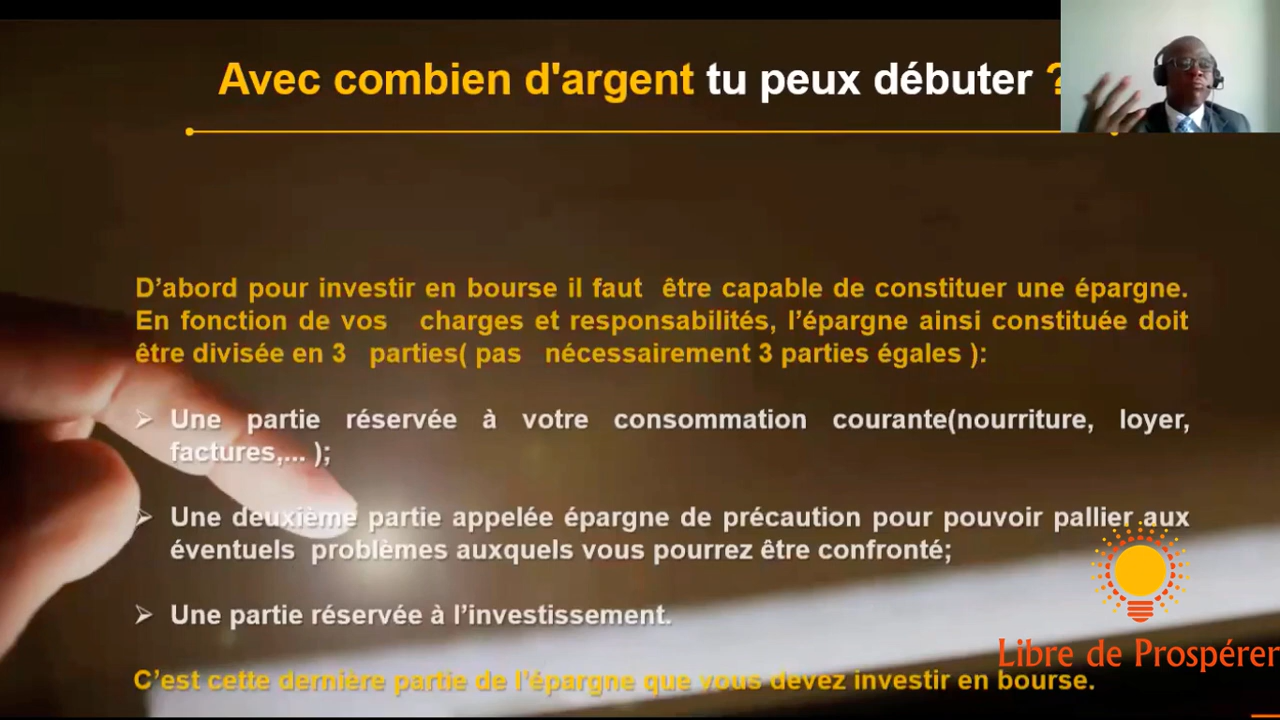 Avec combien d'argent tu peux débuter ?
D’abord pour investir en bourse il faut être capable de constituer une épargne.
En fonction de vos charges et responsabilités, l’épargne ainsi constituée doit
être divisée en 3 parties( pas nécessairement 3 parties égales ):
Une partie réservée à votre consommation courante(nourriture, loyer,
factures,... );
Une deuxième partie appelée épargne de précaution pour pouvoir pallier aux
éventuels problèmes auxquels vous pourrez être confronté;
Une partie réservée à l’investissement.
Libre de Prospérer
C’est cette dernière partie de l’épargne que vous devez investir en bourse.